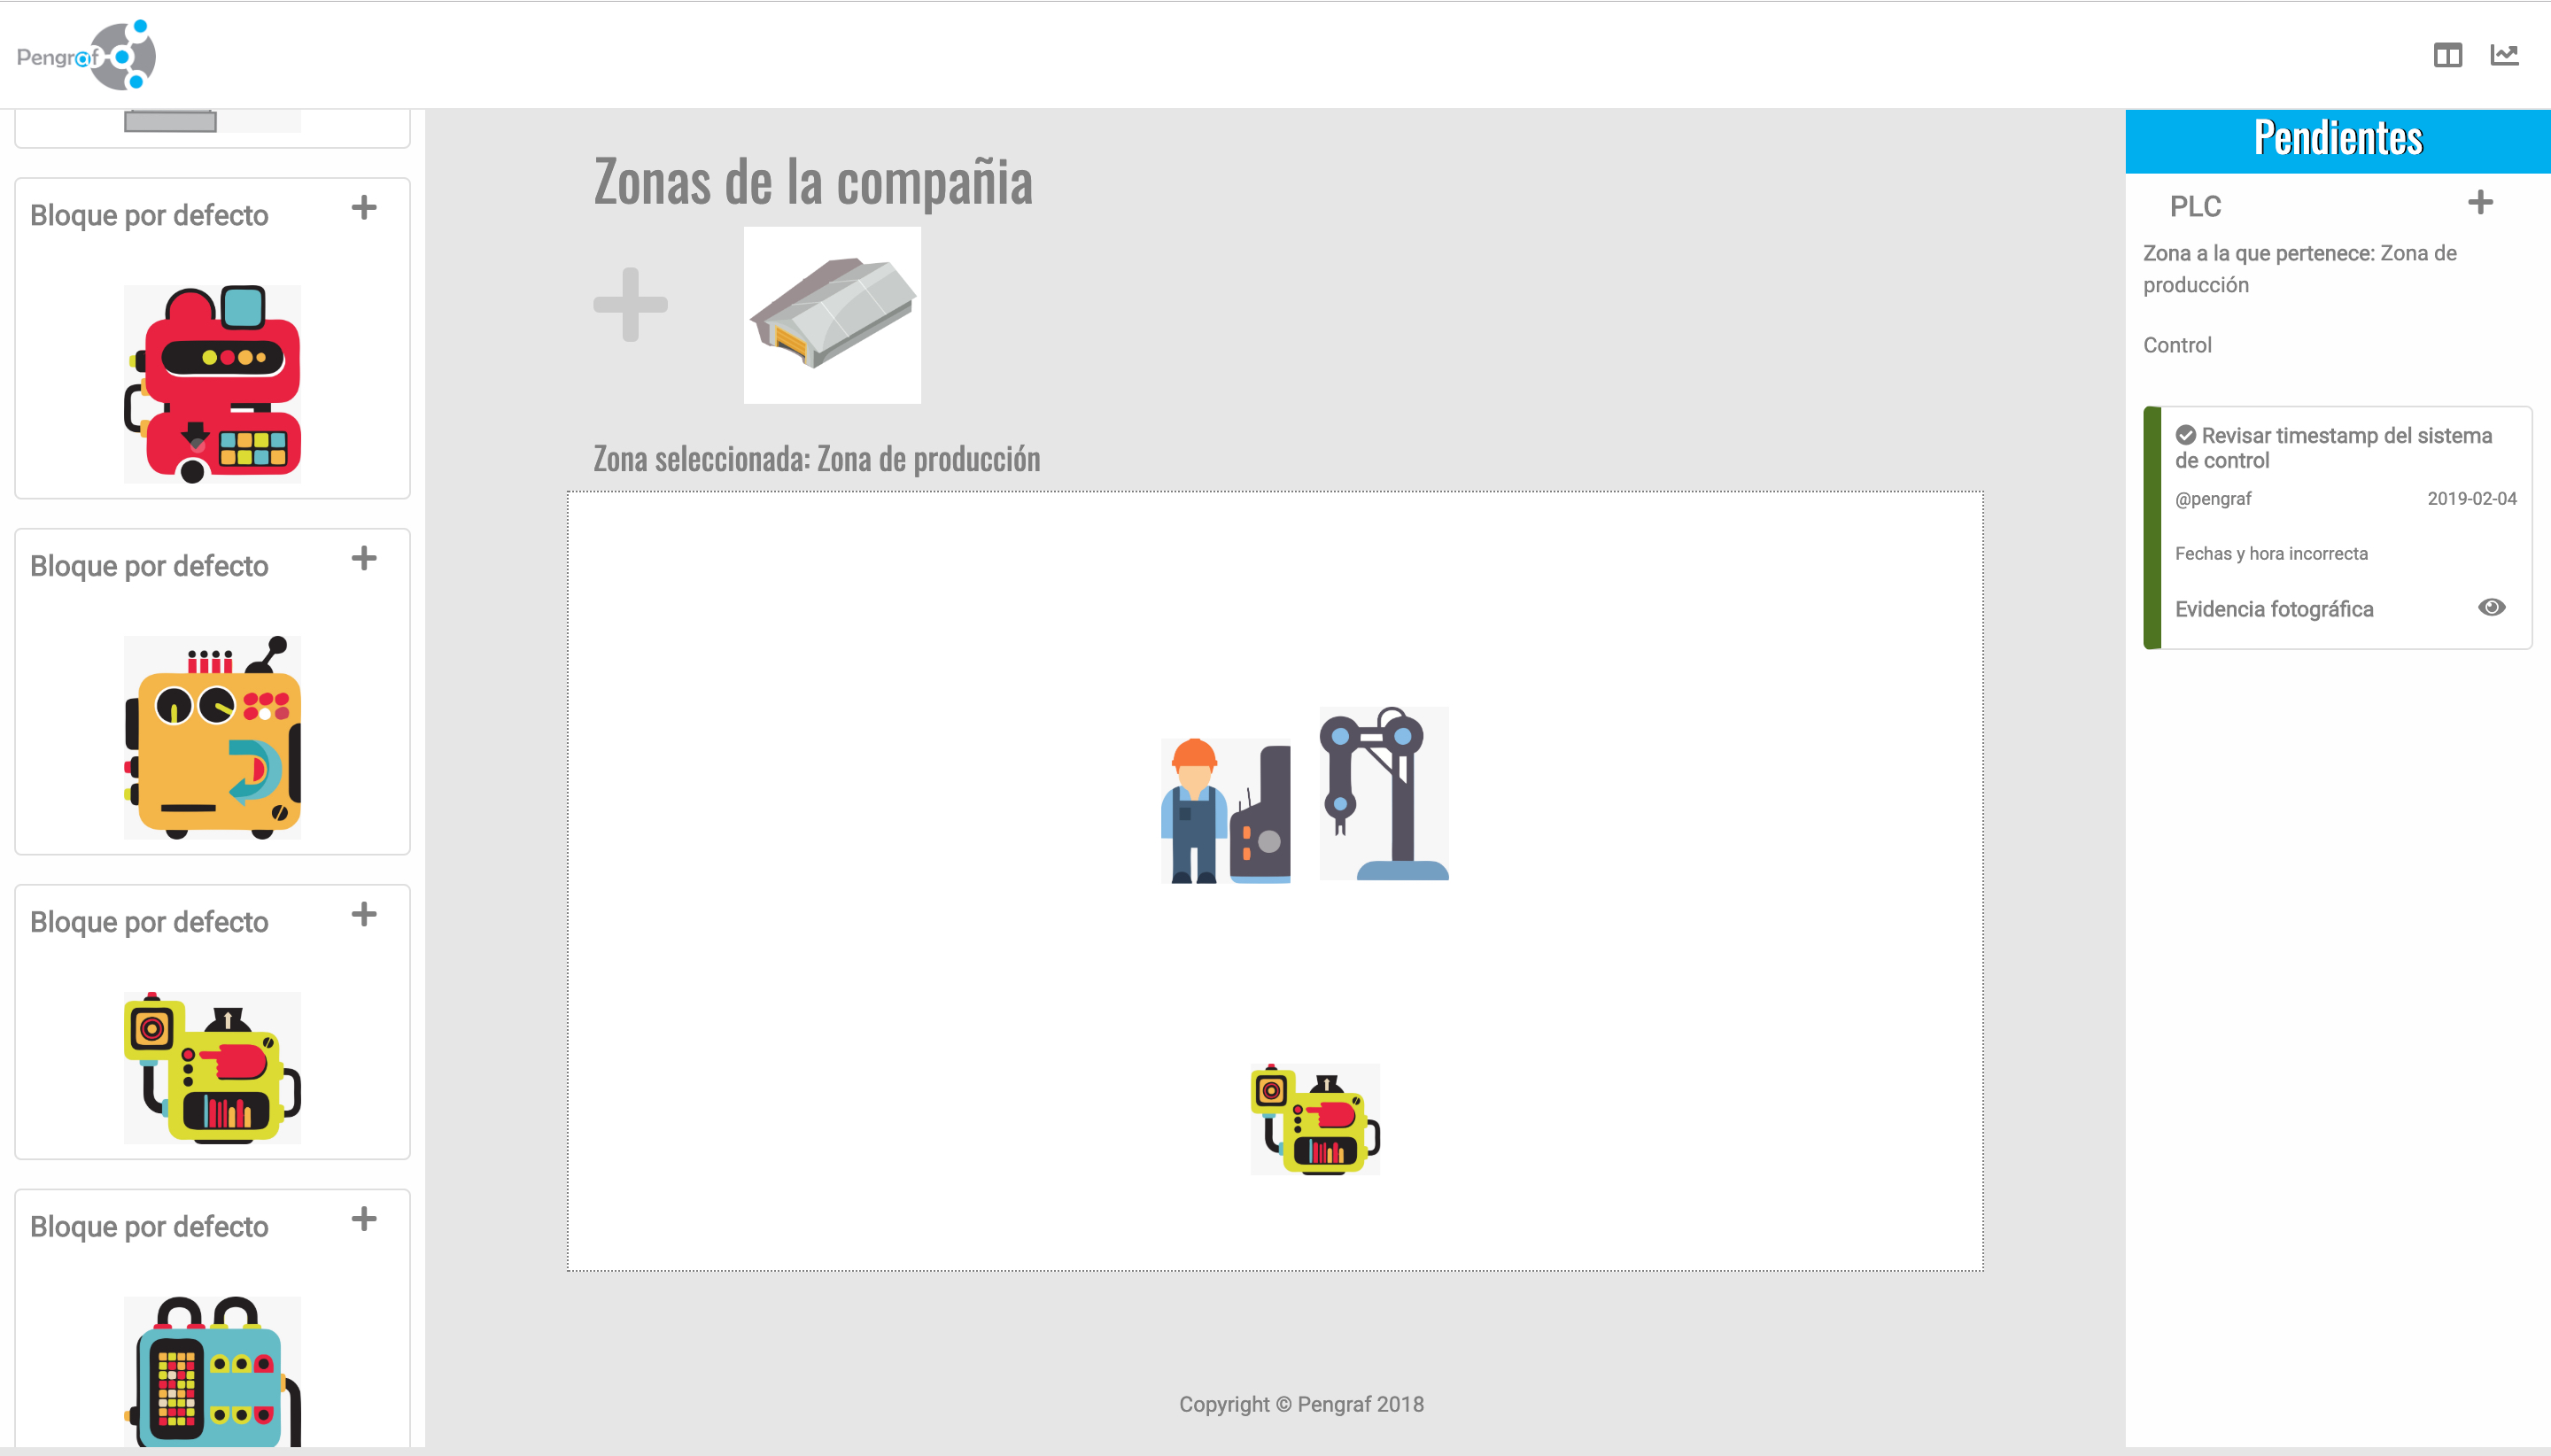 Pengraf
Bloque por defecto
Bloque por defecto
Bloque por defecto
Bloque por defecto
Zonas de la compañia
Zona seleccionada: Zona de producción
Copyright © Pengraf 2018
Pendientes
PLC
Zona a la que pertenece: Zona de
producción
Control
Revisar timestamp del sistema
de control
@pengraf 2019-02-04
Fechas y hora incorrecta
Evidencia fotográfica